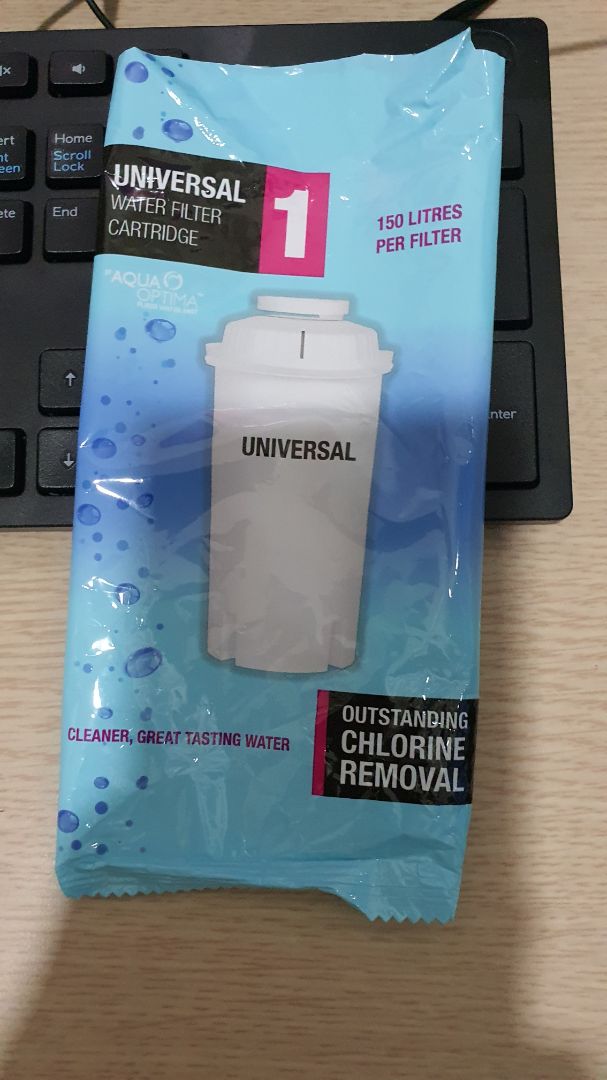 Home
Scroll
Lock
End
UNIVERSAL
WATER FILTER
CARTRIDGE
1
150 LITRES
PER FILTER
AQUA
OPTIMA
UNIVERSAL
CLEANER, GREAT TASTING WATER
OUTSTANDING
CHLORINE
REMOVAL
nter
↑
↓